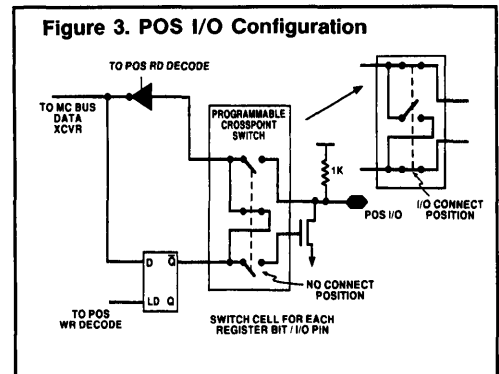 Figure 3. POS I/O Configuration
TO POS RD DECODE
TO MC BUS
DATA
XCVR
PROGRAMMABLE
CROSSPOINT
SWITCH
1K
I/O CONNECT
POSITION
POS I/O
D Q
LD Q
NO CONNECT
POSITION
TO POS
WR DECODE
SWITCH CELL FOR EACH
REGISTER BIT / I/O PIN